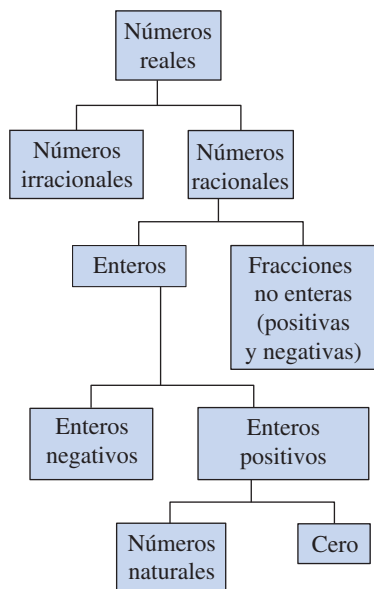 Números
reales
Números
irracionales
Números
racionales
Enteros
Fracciones
no enteras
(positivas
y negativas)
Enteros
negativos
Enteros
positivos
Números
naturales
Cero